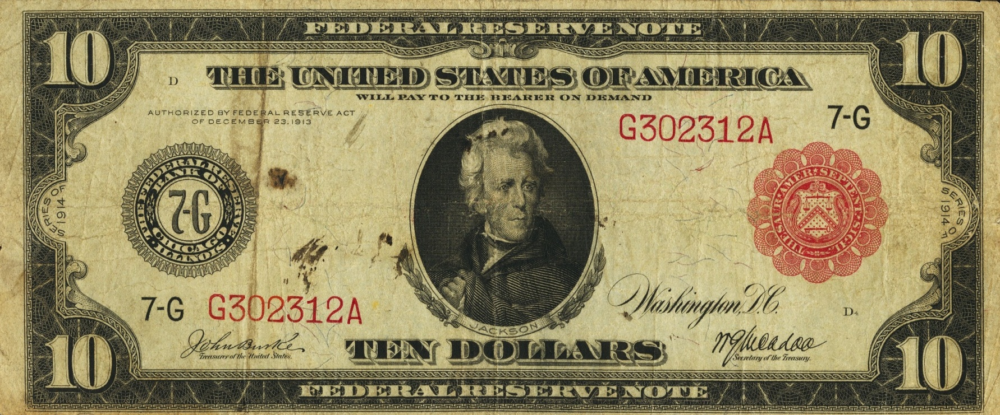 FEDERAL RESERVE NOTE
10 10
D THE UNITED STATES OF AMERICA
WILL PAY TO THE BEARER ON DEMAND
AUTHORIZED BY FEDERAL RESERVE ACT
OF DECEMBER 23, 1913
G302312A 7-G
THE FEDERAL RESERVE
BANK OF
7-G
CHICAGO
ILLINOIS
SERIES OF
1914
THESAUR. AMER. SEPTENT. SIGIL.
SERIES OF
1914
7-G G302312A
Washington, D.C.
D4
JACKSON
John Burke
Treasurer of the United States.
TEN DOLLARS
W G McAdoo
Secretary of the Treasury.
10 10
FEDERAL RESERVE NOTE